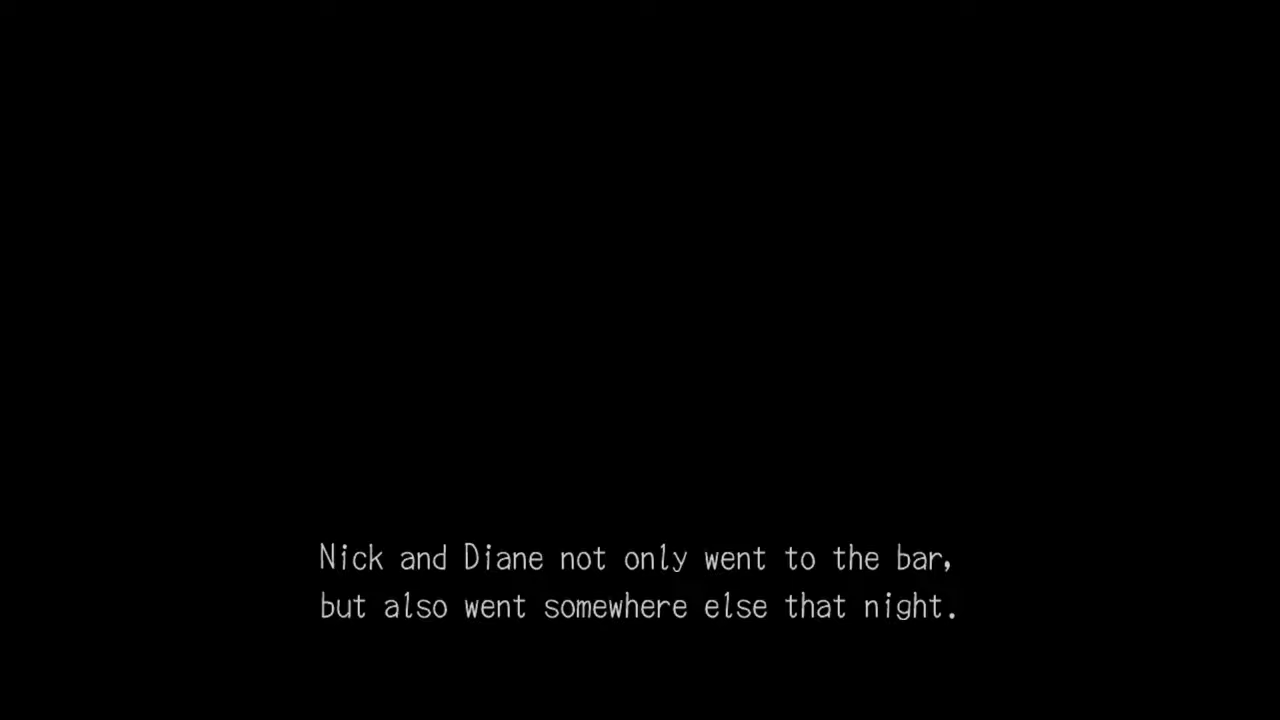 Nick and Diane not only went to the bar,
but also went somewhere else that night.